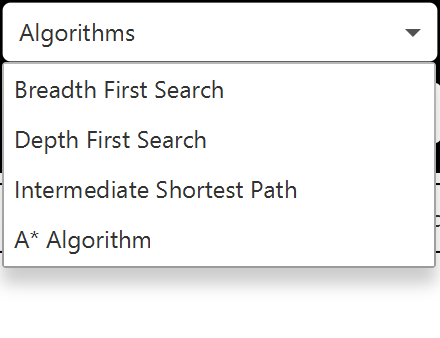 Algorithms
Breadth First Search
Depth First Search
Intermediate Shortest Path
A* Algorithm